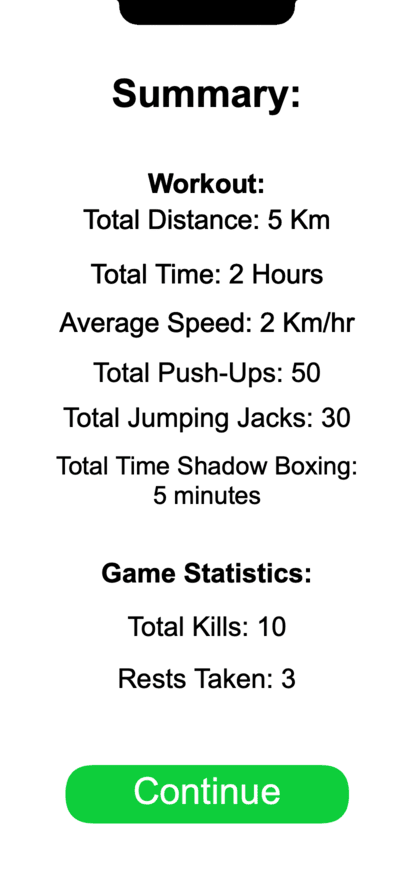 Summary:
Workout:
Total Distance: 5 Km
Total Time: 2 Hours
Average Speed: 2 Km/hr
Total Push-Ups: 50
Total Jumping Jacks: 30
Total Time Shadow Boxing:
5 minutes
Game Statistics:
Total Kills: 10
Rests Taken: 3
Continue